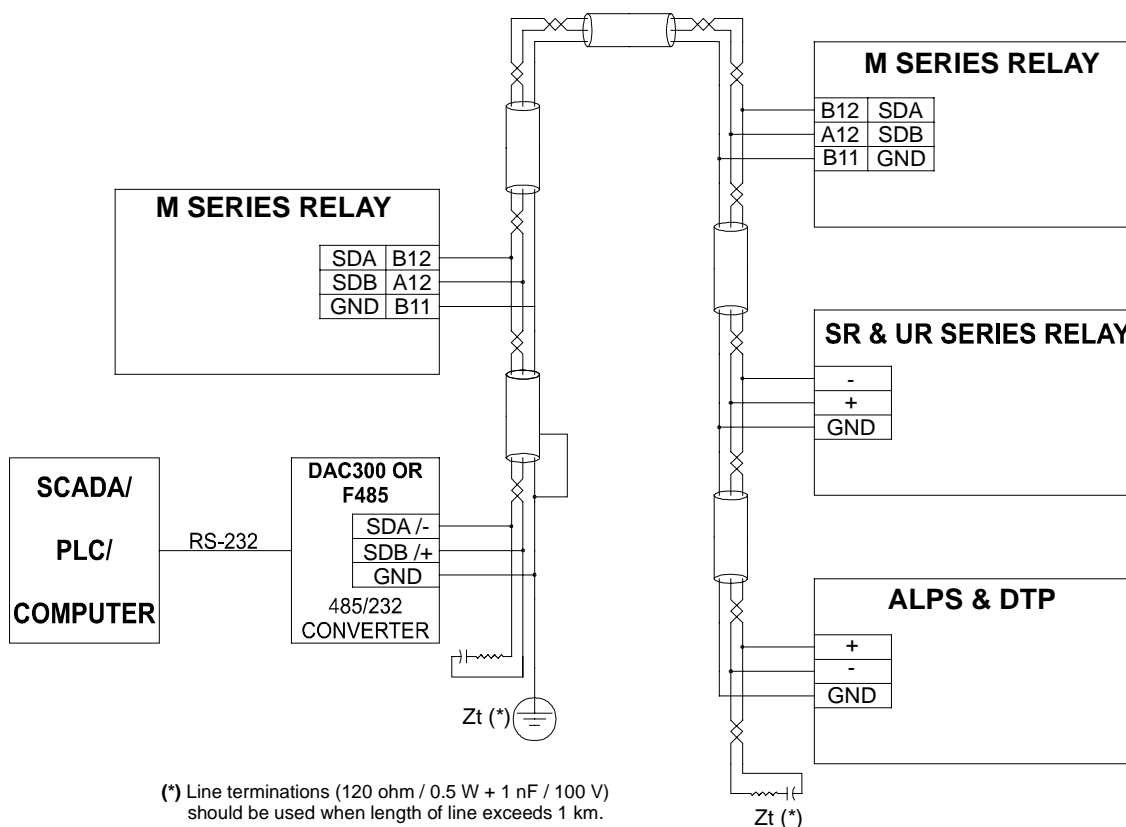 M SERIES RELAY
B12 SDA
A12 SDB
B11 GND
M SERIES RELAY
SDA B12
SDB A12
GND B11
SR & UR SERIES RELAY
-
+
GND
SCADA/
PLC/
COMPUTER
RS-232
DAC300 OR
F485
SDA /-
SDB /+
GND
485/232
CONVERTER
ALPS & DTP
+
-
GND
Zt (*)
(*) Line terminations (120 ohm / 0.5 W + 1 nF / 100 V)
should be used when length of line exceeds 1 km.
Zt (*)